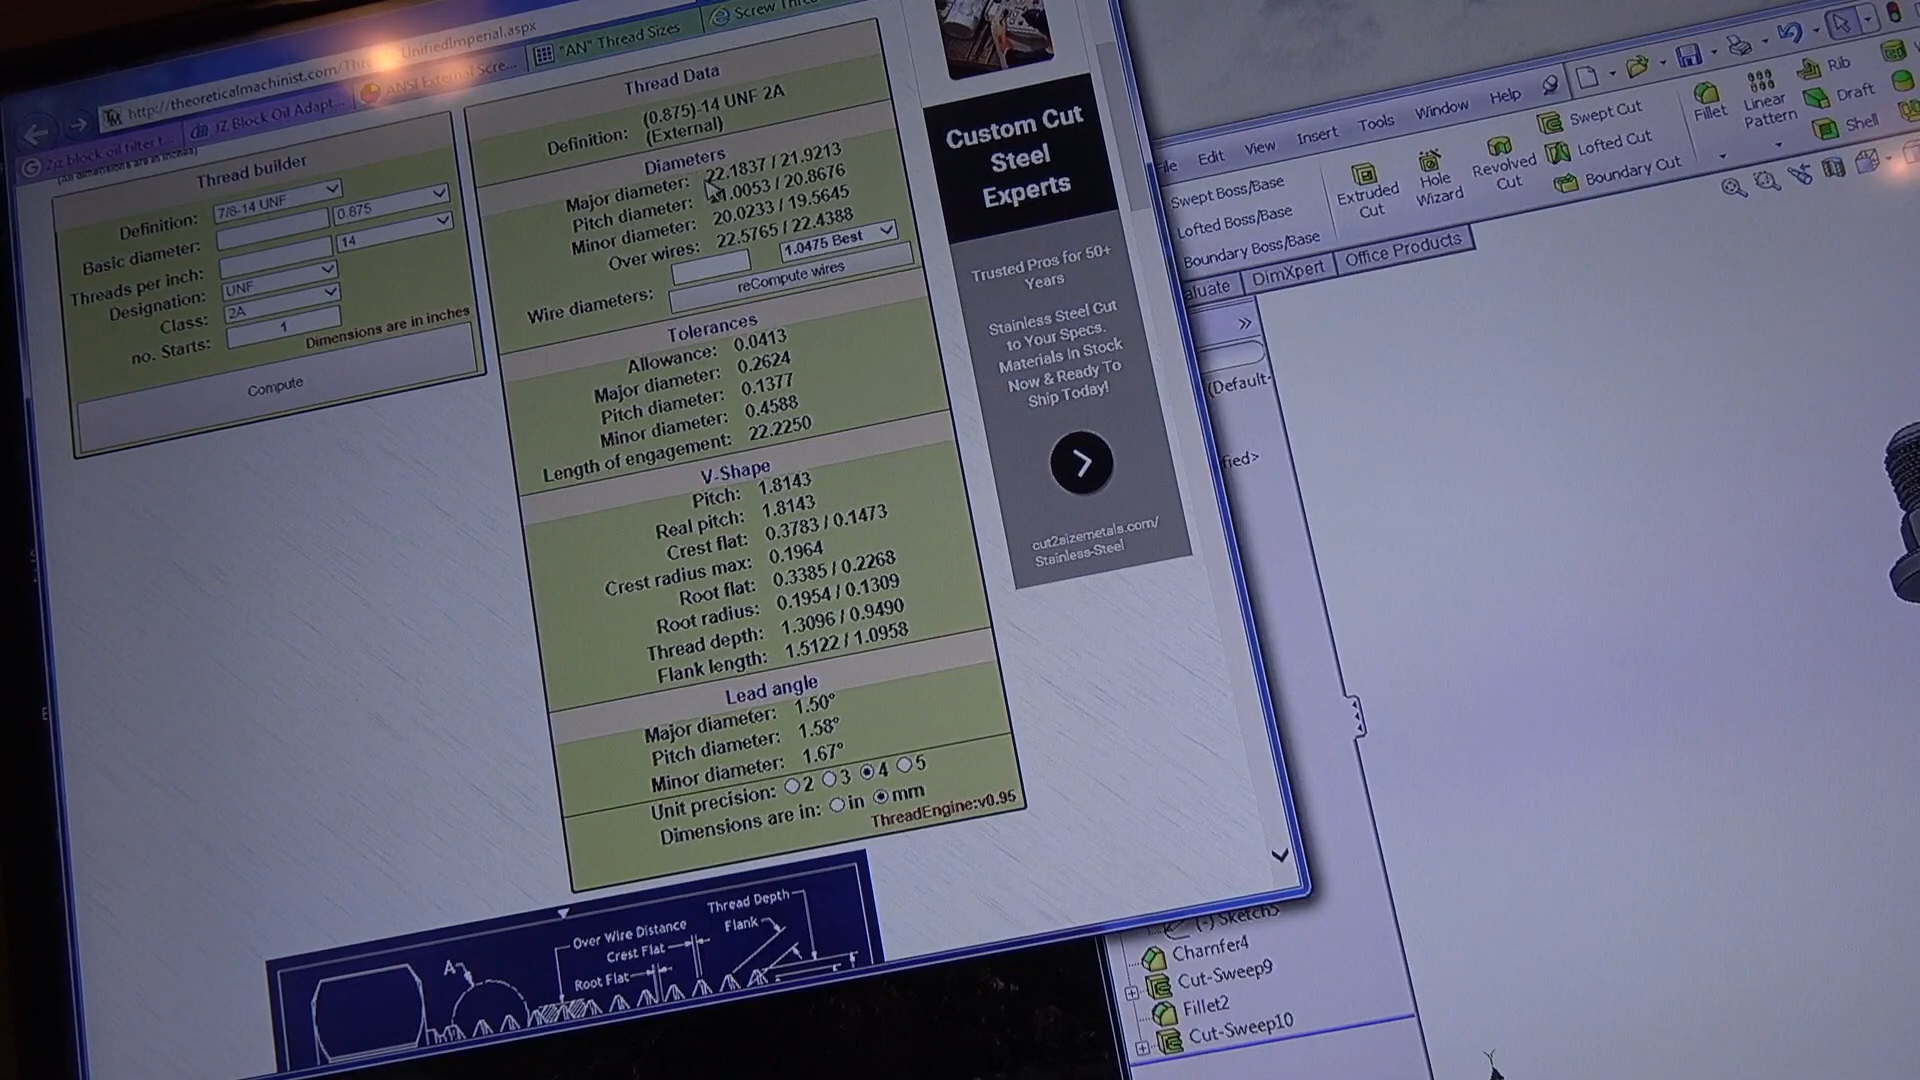 http://theoreticalmachinist.com/Thr
UnifiedImperial.aspx
2jz block oil filter t...
JZ Block Oil Adapt...
ANSI External Scre...
"AN" Thread Sizes
Screw Thr
(All dimensions are in inches)
Thread builder
Definition: 7/8-14 UNF
Basic diameter: 0.875
Threads per inch: 14
Designation: UNF
Class: 2A
no. Starts: 1
Dimensions are in inches
Compute
Thread Data
Definition: (0.875)-14 UNF 2A
(External)
Diameters
Major diameter: 22.1837 / 21.9213
Pitch diameter: 21.0053 / 20.8676
Minor diameter: 20.0233 / 19.5645
Over wires: 22.5765 / 22.4388
Wire diameters: 1.0475 Best
reCompute wires
Tolerances
Allowance: 0.0413
Major diameter: 0.2624
Pitch diameter: 0.1377
Minor diameter: 0.4588
Length of engagement: 22.2250
V-Shape
Pitch: 1.8143
Real pitch: 1.8143
Crest flat: 0.3783 / 0.1473
Crest radius max: 0.1964
Root flat: 0.3385 / 0.2268
Root radius: 0.1954 / 0.1309
Thread depth: 1.3096 / 0.9490
Flank length: 1.5122 / 1.0958
Lead angle
Major diameter: 1.50°
Pitch diameter: 1.58°
Minor diameter: 1.67°
Unit precision: 2 3 4 5
Dimensions are in: in mm
ThreadEngine:v0.95
Over Wire Distance
Crest Flat
Root Flat
Thread Depth
Flank
A
Custom Cut
Steel
Experts
Trusted Pros for 50+
Years
Stainless Steel Cut
to Your Specs.
Materials In Stock
Now & Ready To
Ship Today!
cut2sizemetals.com/
Stainless-Steel
File Edit View Insert Tools Window Help
Swept Boss/Base
Lofted Boss/Base
Boundary Boss/Base
Extruded
Cut
Hole
Wizard
Revolved
Cut
Swept Cut
Lofted Cut
Boundary Cut
Fillet
Linear
Pattern
Rib
Draft
Shell
aluate
DimXpert
Office Products
(Default
fied>
(-) Sketch
Chamfer4
Cut-Sweep9
Fillet2
Cut-Sweep10